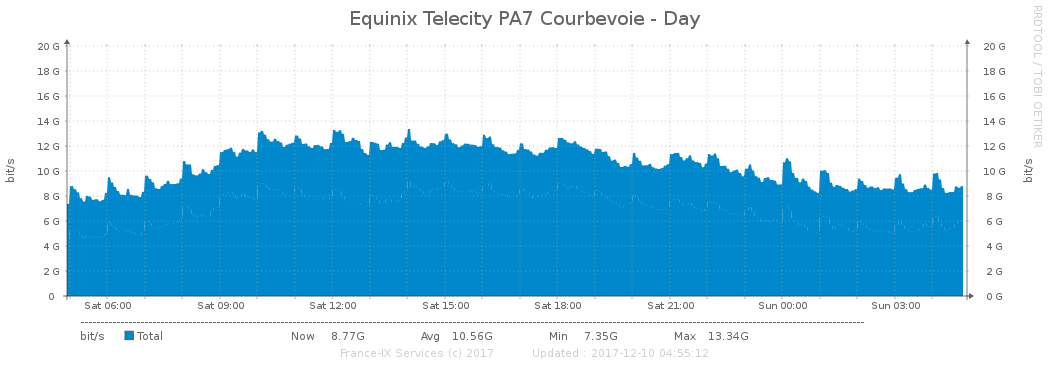 Equinix Telecity PA7 Courbevoie - Day
RRDTOOL / TOBI OETIKER
bit/s
bit/s
20 G 20 G
18 G 18 G
16 G 16 G
14 G 14 G
12 G 12 G
10 G 10 G
8 G 8 G
6 G 6 G
4 G 4 G
2 G 2 G
0 0 G
Sat 06:00 Sat 09:00 Sat 12:00 Sat 15:00 Sat 18:00 Sat 21:00 Sun 00:00 Sun 03:00
bit/s Total Now 8.77G Avg 10.56G Min 7.35G Max 13.34G
France-IX Services (c) 2017 Updated : 2017-12-10 04:55:12